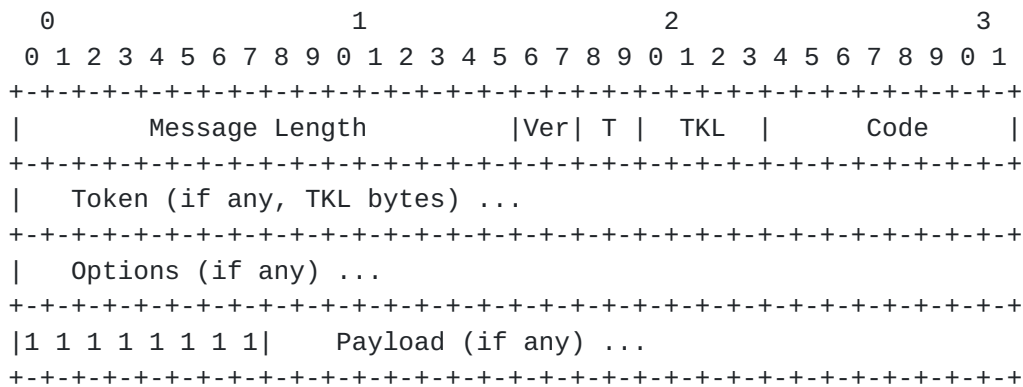 0                   1                   2                   3
 0 1 2 3 4 5 6 7 8 9 0 1 2 3 4 5 6 7 8 9 0 1 2 3 4 5 6 7 8 9 0 1
+-+-+-+-+-+-+-+-+-+-+-+-+-+-+-+-+-+-+-+-+-+-+-+-+-+-+-+-+-+-+-+-+
|        Message Length         |Ver| T |  TKL  |      Code     |
+-+-+-+-+-+-+-+-+-+-+-+-+-+-+-+-+-+-+-+-+-+-+-+-+-+-+-+-+-+-+-+-+
|   Token (if any, TKL bytes) ...
+-+-+-+-+-+-+-+-+-+-+-+-+-+-+-+-+-+-+-+-+-+-+-+-+-+-+-+-+-+-+-+-+
|   Options (if any) ...
+-+-+-+-+-+-+-+-+-+-+-+-+-+-+-+-+-+-+-+-+-+-+-+-+-+-+-+-+-+-+-+-+
|1 1 1 1 1 1 1 1|    Payload (if any) ...
+-+-+-+-+-+-+-+-+-+-+-+-+-+-+-+-+-+-+-+-+-+-+-+-+-+-+-+-+-+-+-+-+